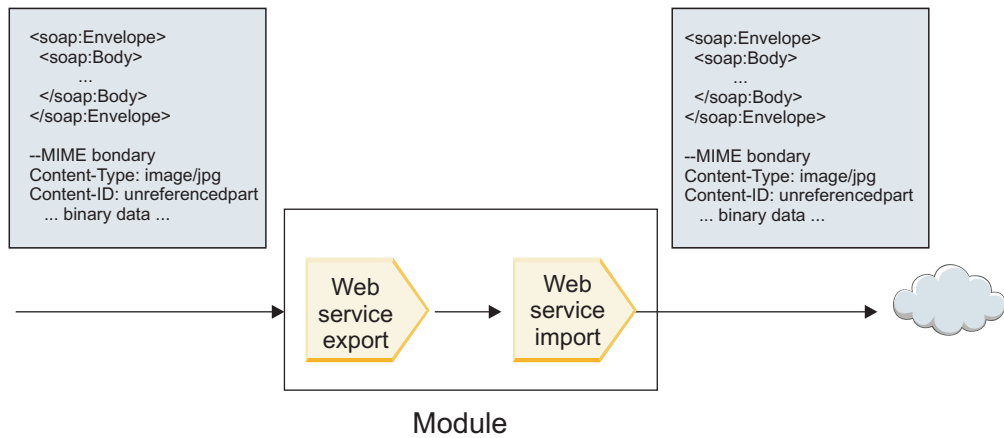 <soap:Envelope>
<soap:Body>
...
</soap:Body>
</soap:Envelope>
--MIME bondary
Content-Type: image/jpg
Content-ID: unreferencedpart
... binary data ...
<soap:Envelope>
<soap:Body>
...
</soap:Body>
</soap:Envelope>
--MIME bondary
Content-Type: image/jpg
Content-ID: unreferencedpart
... binary data ...
Web
service
export
Web
service
import
Module